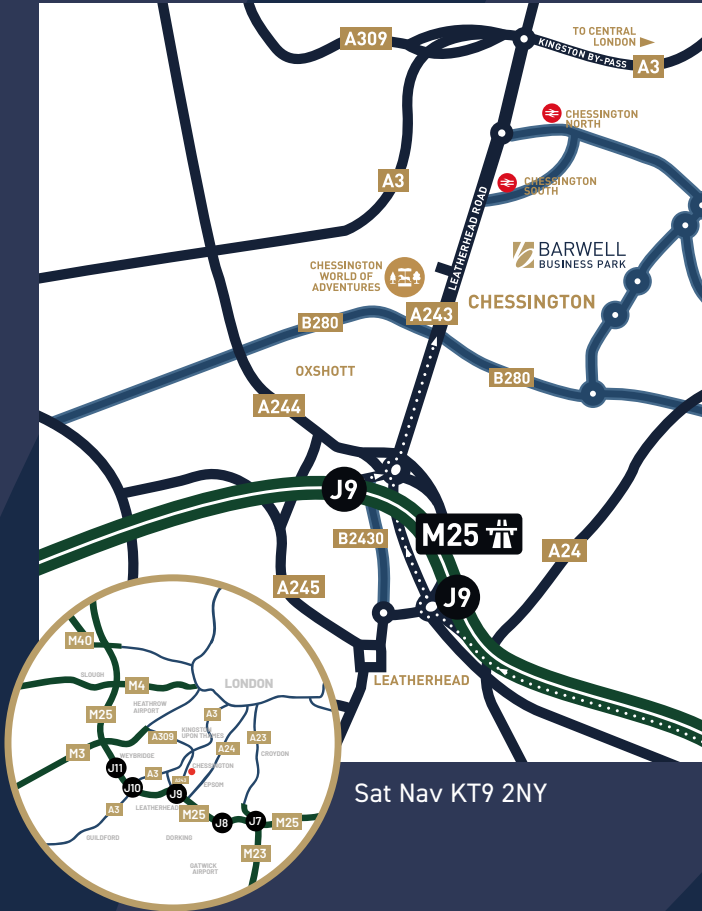 A309
TO CENTRAL
LONDON
KINGSTON BY-PASS
A3
CHESSINGTON
NORTH
A3
CHESSINGTON
SOUTH
LEATHERHEAD ROAD
BARWELL
BUSINESS PARK
CHESSINGTON
WORLD OF
ADVENTURES
CHESSINGTON
A243
B280
OXSHOTT
B280
A244
J9
M25
B2430
A24
A245
J9
LEATHERHEAD
M40
SLOUGH
M4
LONDON
HEATHROW
AIRPORT
M25
A3
A309
KINGSTON
UPON THAMES
A23
A24
M3
WEYBRIDGE
CROYDON
J11
CHESSINGTON
A3
A243
EPSOM
J10
J9
LEATHERHEAD
A3
M25
J8
J7
M25
GUILDFORD
DORKING
M23
GATWICK
AIRPORT
Sat Nav KT9 2NY